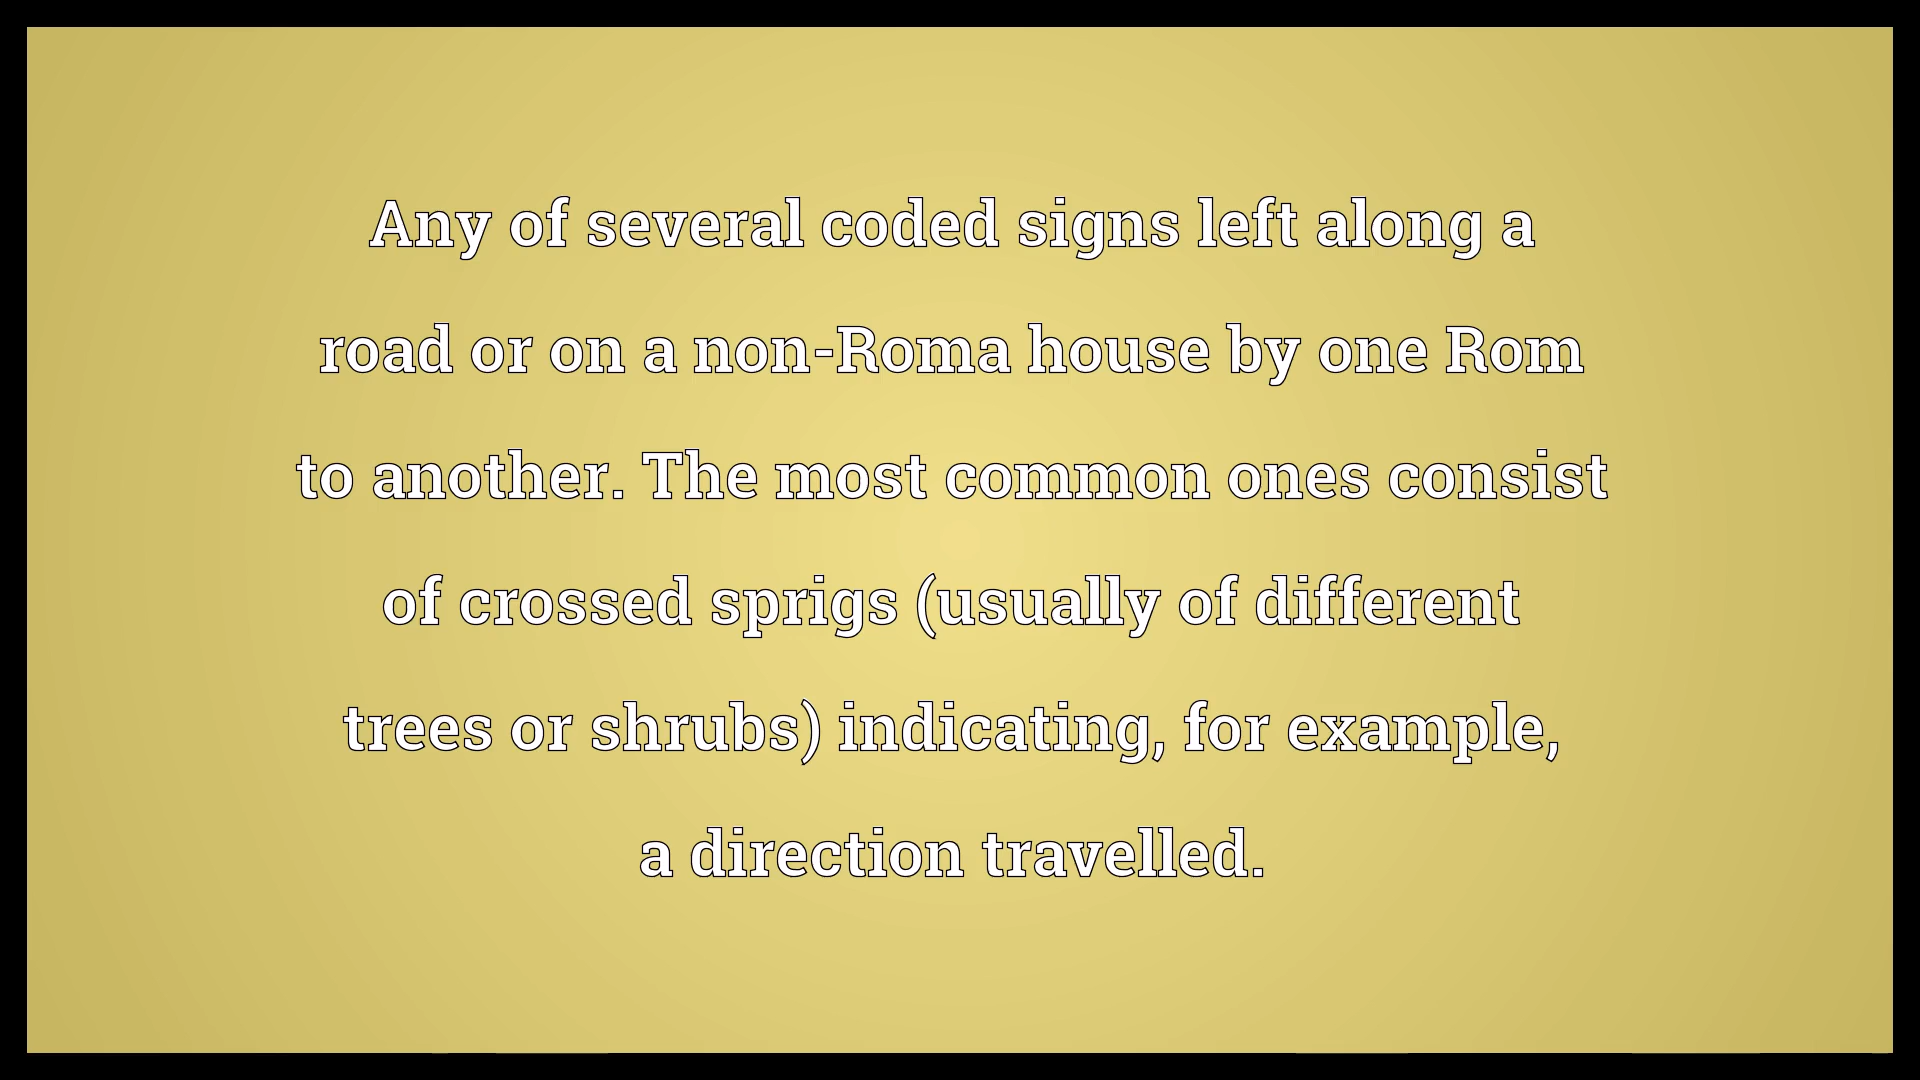 Any of several coded signs left along a
road or on a non-Roma house by one Rom
to another. The most common ones consist
of crossed sprigs (usually of different
trees or shrubs) indicating, for example,
a direction travelled.